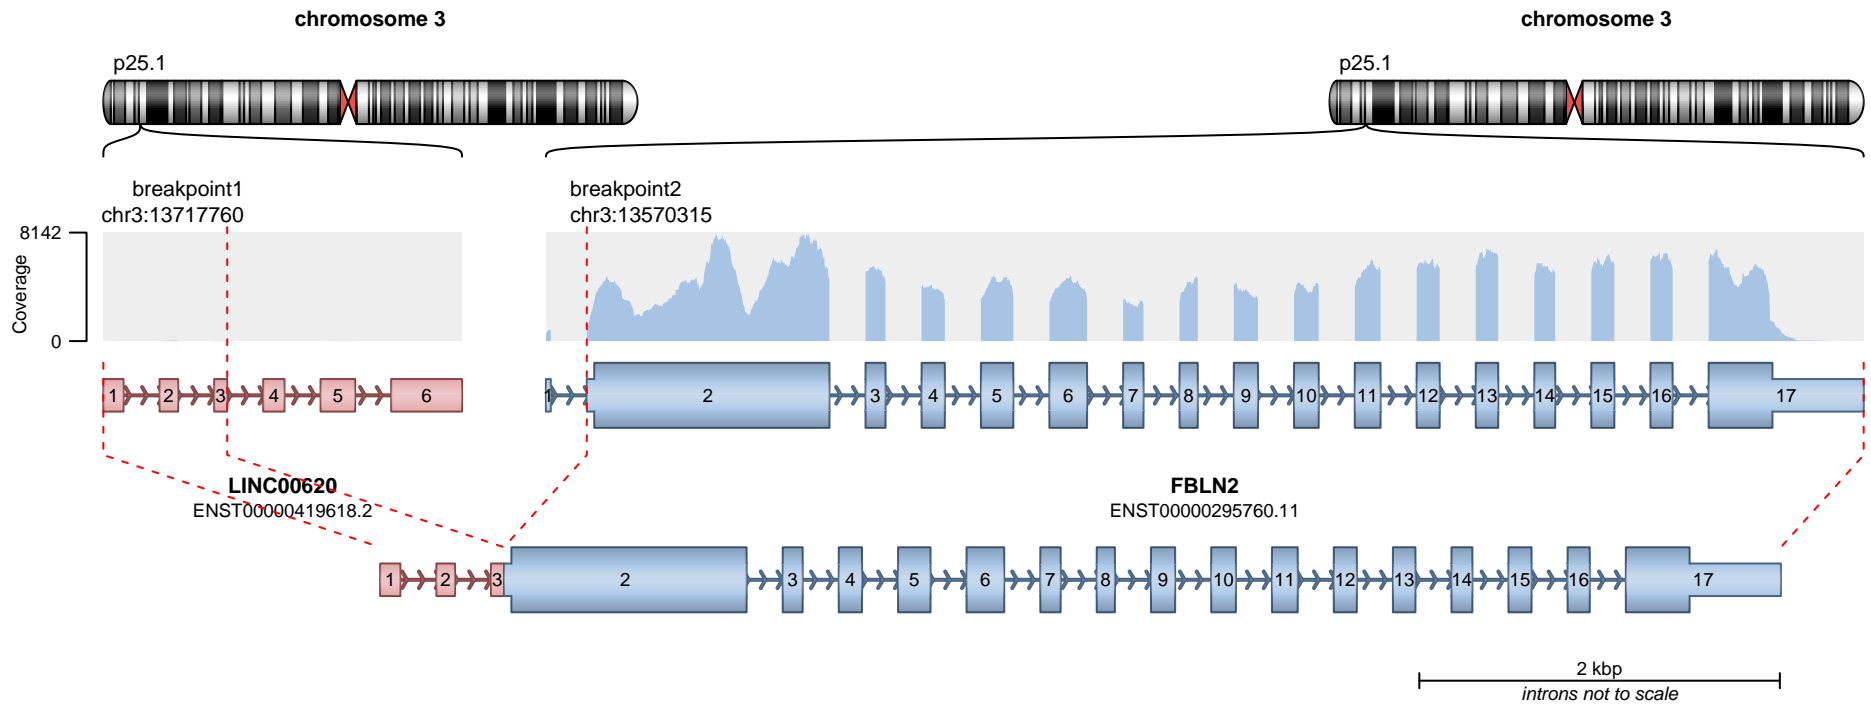 chromosome 3
chromosome 3
p25.1
p25.1
breakpoint1
chr3:13717760
breakpoint2
chr3:13570315
8142
Coverage
0
1 2 3 4 5 6
1 2 3 4 5 6 7 8 9 10 11 12 13 14 15 16 17
LINC00620
ENST00000419618.2
FBLN2
ENST00000295760.11
1 2 3 2 3 4 5 6 7 8 9 10 11 12 13 14 15 16 17
2 kbp
introns not to scale